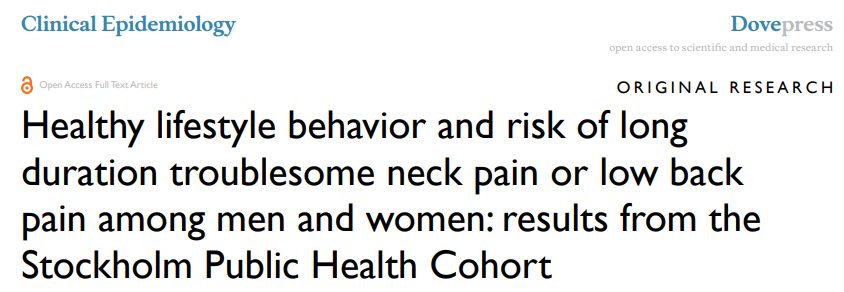 Clinical Epidemiology
Dovepress
open access to scientific and medical research
Open Access Full Text Article
ORIGINAL RESEARCH
Healthy lifestyle behavior and risk of long
duration troublesome neck pain or low back
pain among men and women: results from the
Stockholm Public Health Cohort